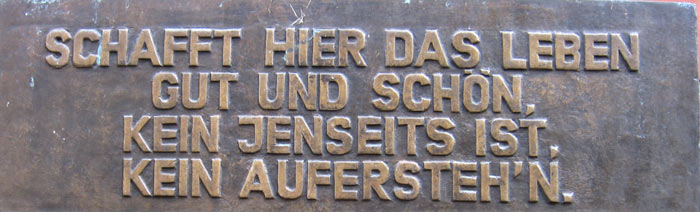 SCHAFFT HIER DAS LEBEN
GUT UND SCHÖN,
KEIN JENSEITS IST,
KEIN AUFERSTEH'N.